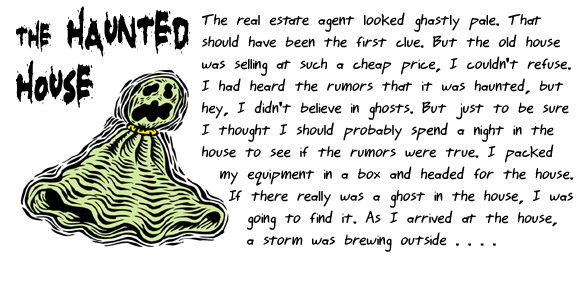 THE HAUNTED
HOUSE
The real estate agent looked ghastly pale. That
should have been the first clue. But the old house
was selling at such a cheap price, I couldn't refuse.
I had heard the rumors that it was haunted, but
hey, I didn't believe in ghosts. But just to be sure
I thought I should probably spend a night in the
house to see if the rumors were true. I packed
my equipment in a box and headed for the house.
If there really was a ghost in the house, I was
going to find it. As I arrived at the house,
a storm was brewing outside . . . .